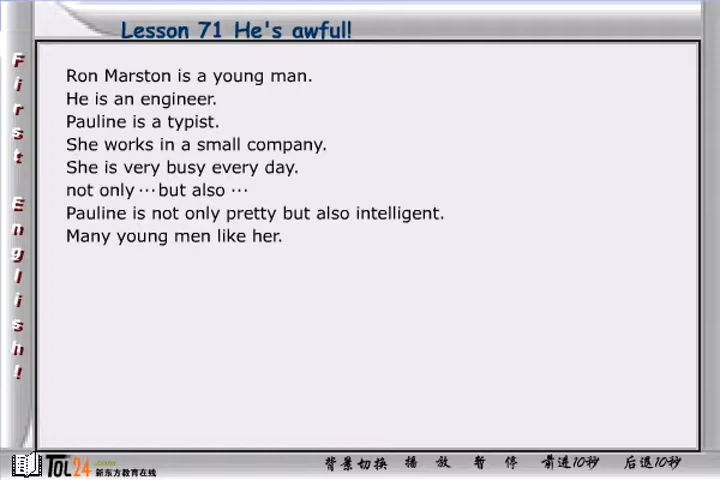 Lesson 71 He's awful!
First English!
Ron Marston is a young man.
He is an engineer.
Pauline is a typist.
She works in a small company.
She is very busy every day.
not only ··· but also ···
Pauline is not only pretty but also intelligent.
Many young men like her.
TOL24
新东方教育在线
背景切换 播放 暂停 前进10秒 后退10秒